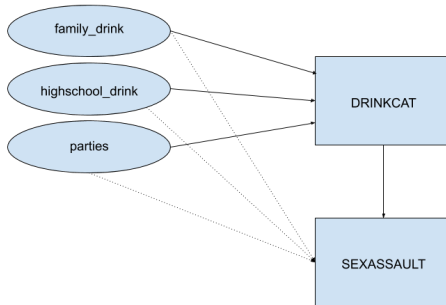 family_drink
highschool_drink
parties
DRINKCAT
SEXASSAULT